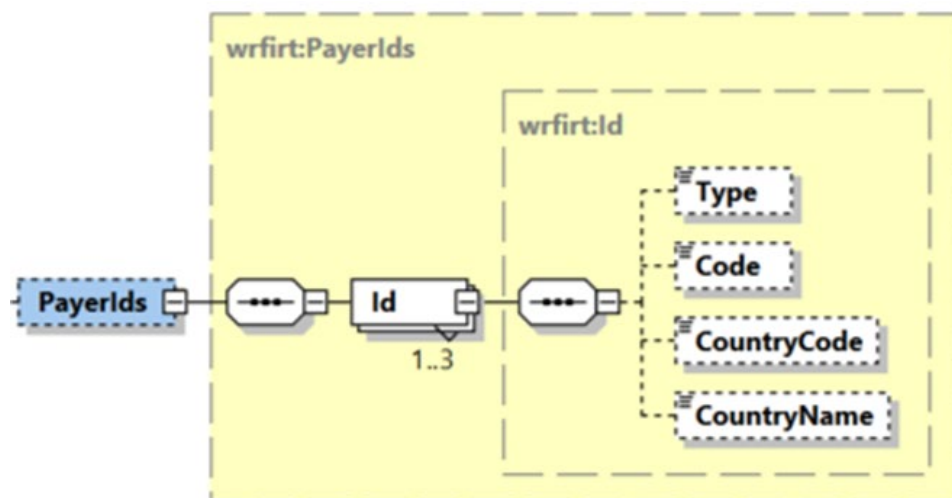 wrfirt:PayerIds
wrfirt:Id
Type
Code
PayerIds
Id
CountryCode
1..3
CountryName